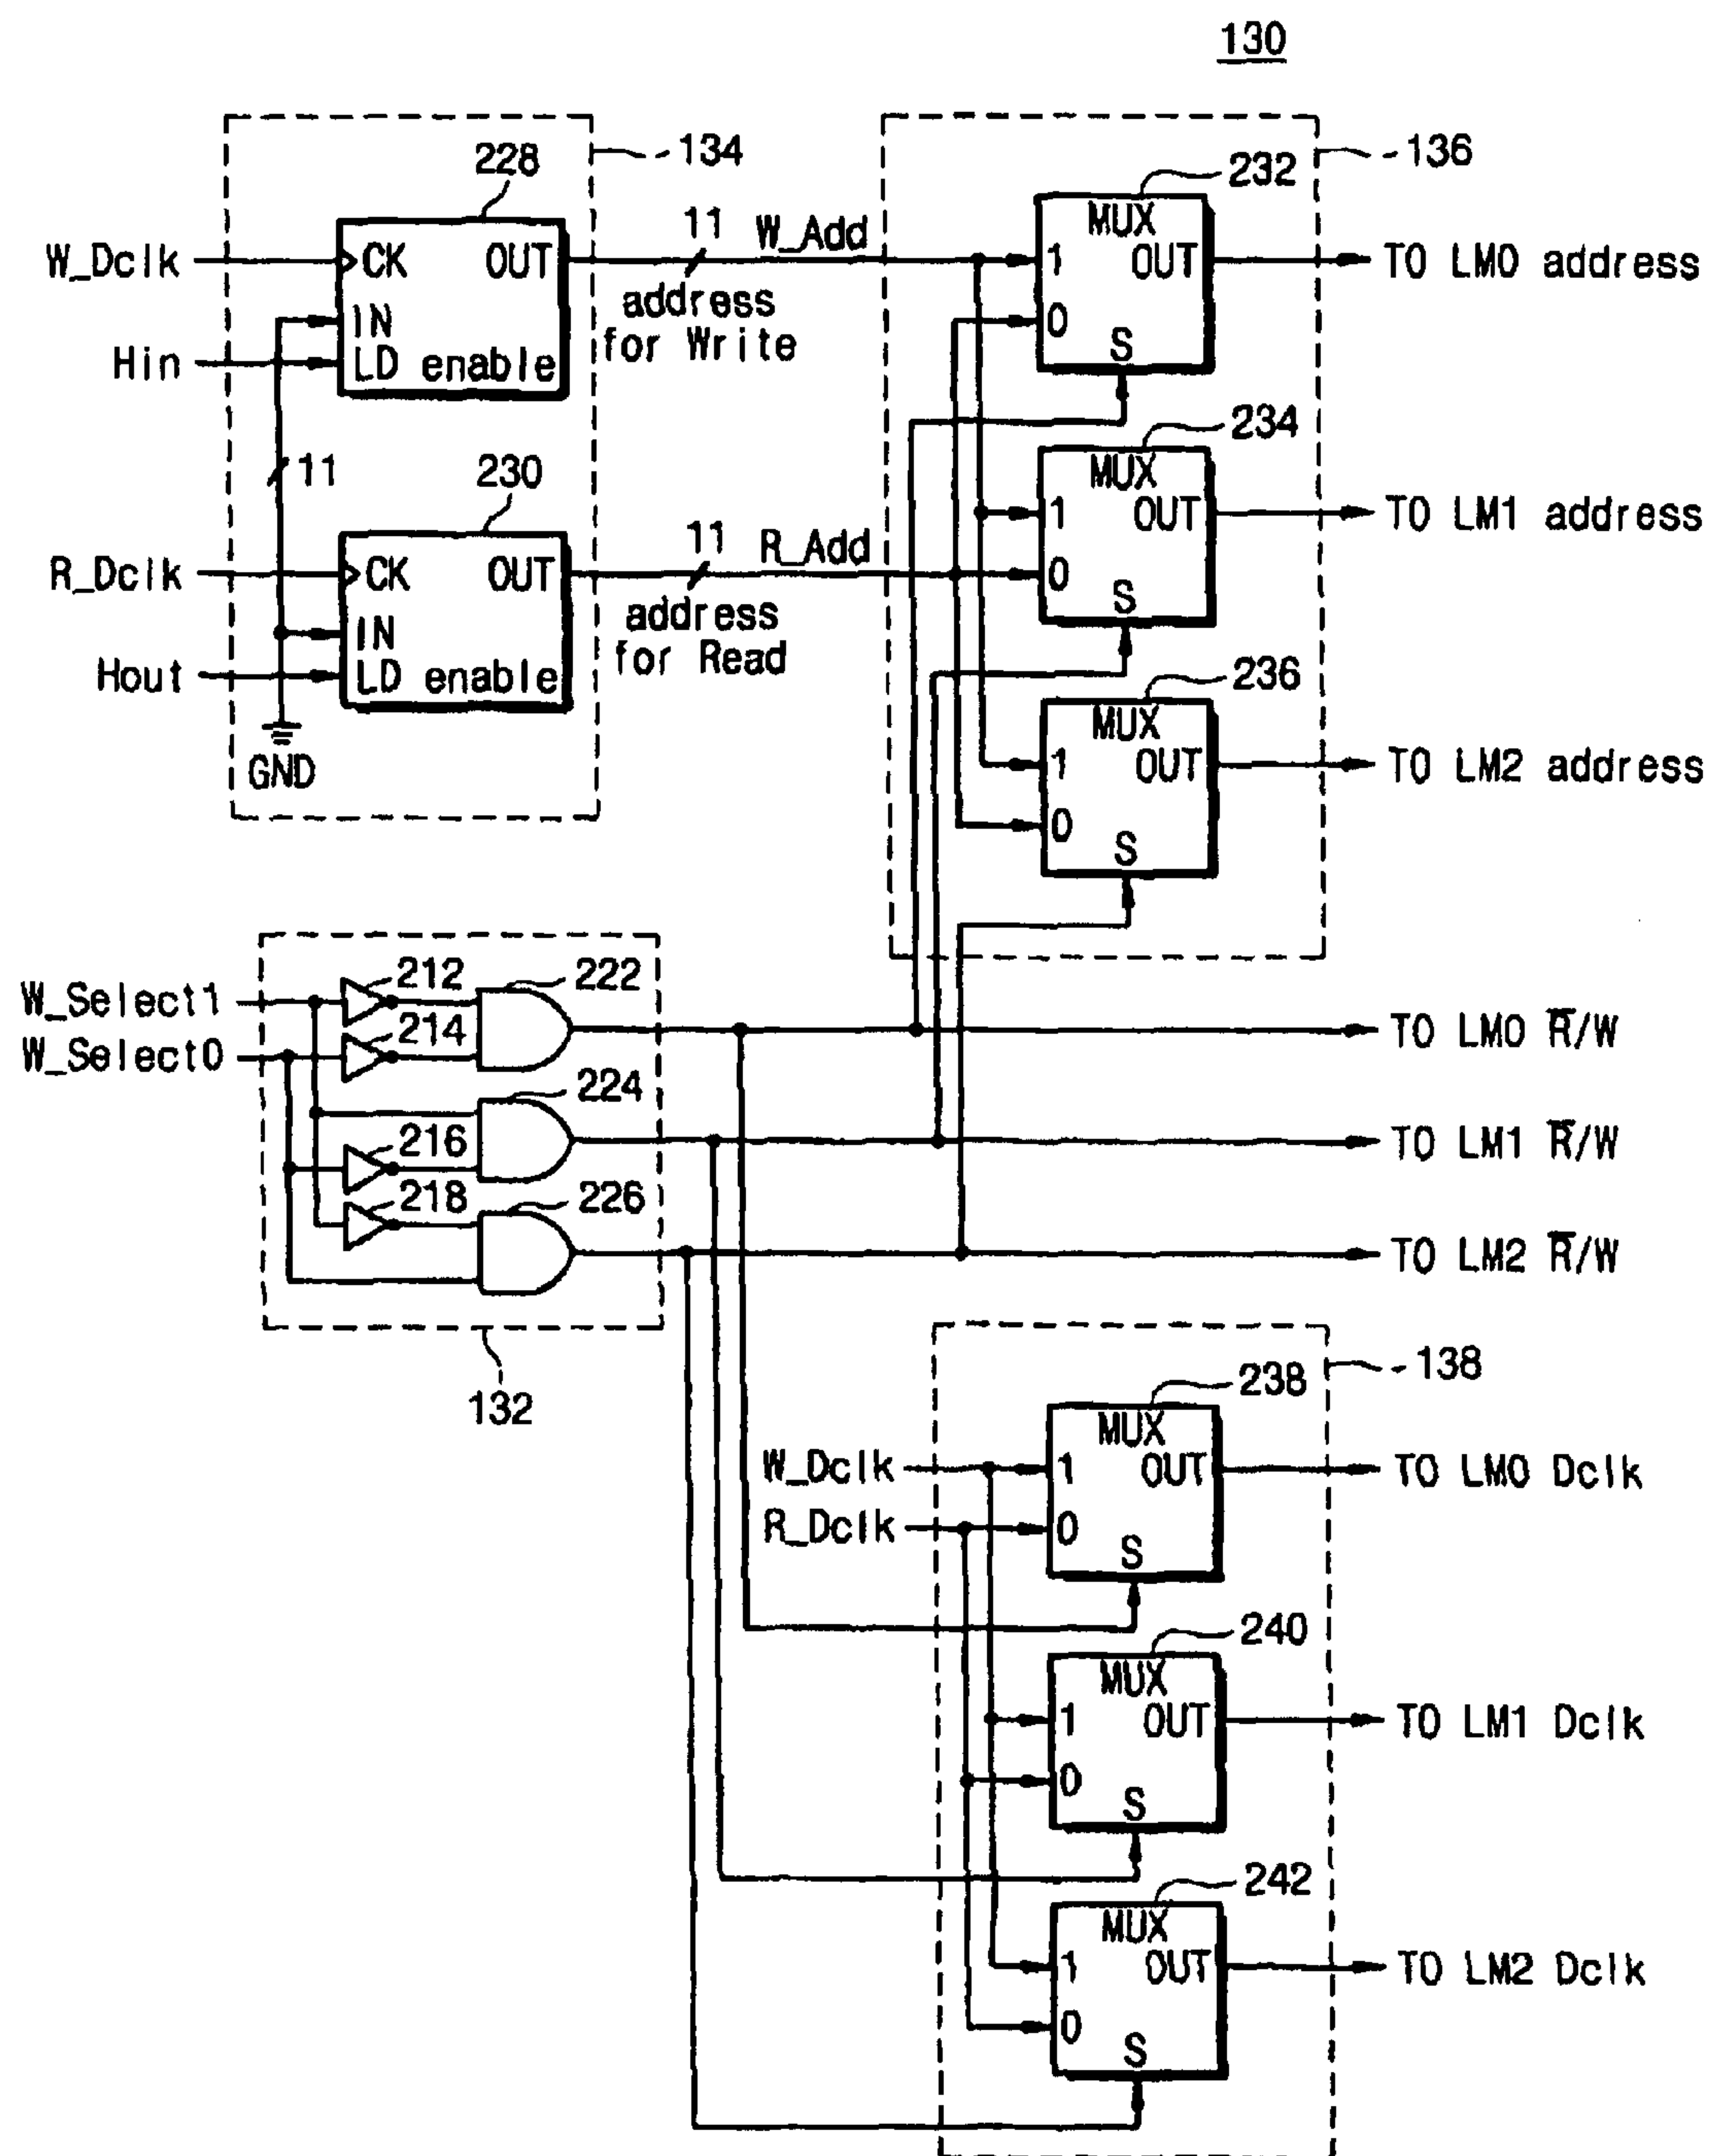 130
134
228
W_Dclk
CK OUT
IN
Hin
LD enable
11 W_Add
address
for Write
11
230
R_Dclk
CK OUT
IN
Hout
LD enable
11 R_Add
address
for Read
GND
136
232
MUX
1 OUT
0
S
TO LM0 address
234
MUX
1 OUT
0
S
TO LM1 address
236
MUX
1 OUT
0
S
TO LM2 address
W_Select1
W_Select0
212
222
214
224
216
218
226
132
TO LM0 R̅/W
TO LM1 R̅/W
TO LM2 R̅/W
138
238
W_Dclk
R_Dclk
MUX
1 OUT
0
S
TO LM0 Dclk
240
MUX
1 OUT
0
S
TO LM1 Dclk
242
MUX
1 OUT
0
S
TO LM2 Dclk